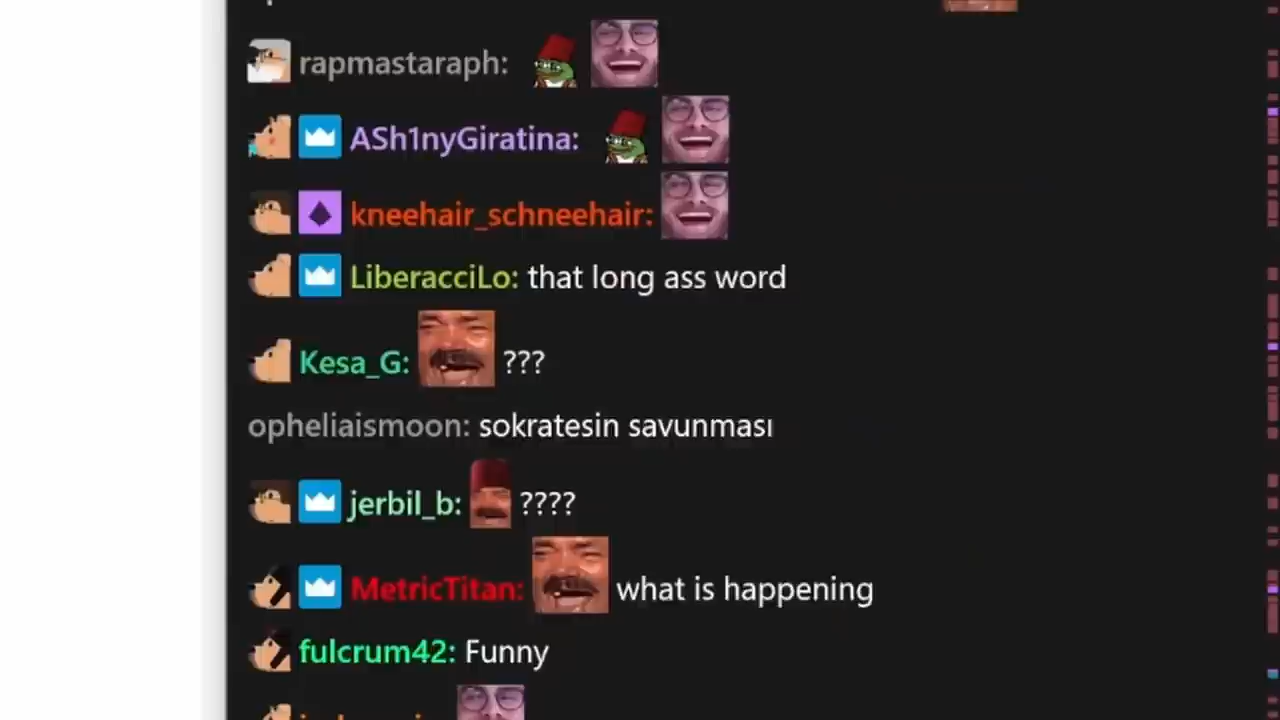 rapmastaraph:
ASh1nyGiratina:
kneehair_schneehair:
LiberacciLo: that long ass word
Kesa_G: ???
opheliaismoon: sokratesin savunması
jerbil_b: ????
MetricTitan: what is happening
fulcrum42: Funny